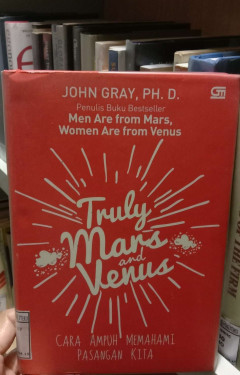 JOHN GRAY, PH. D.
Penulis Buku Bestseller
Men Are from Mars,
Women Are from Venus
Truly
Mars
and
Venus
CARA AMPUH MEMAHAMI
PASANGAN KITA